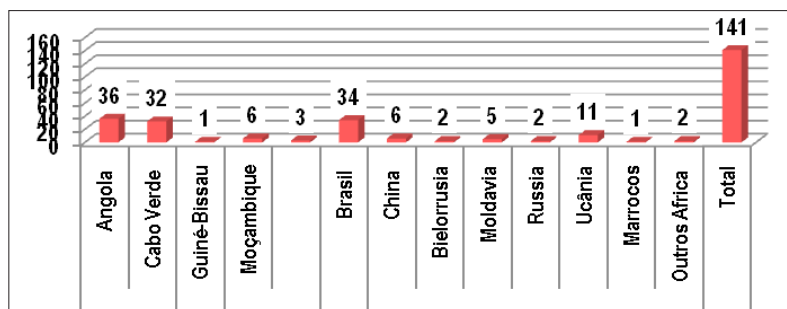 160
140
120
100
80
60
40
20
0
36
32
1
6
3
34
6
2
5
2
11
1
2
141
Angola
Cabo Verde
Guiné-Bissau
Moçambique
Brasil
China
Bielorrusia
Moldavia
Russia
Ucânia
Marrocos
Outros Africa
Total